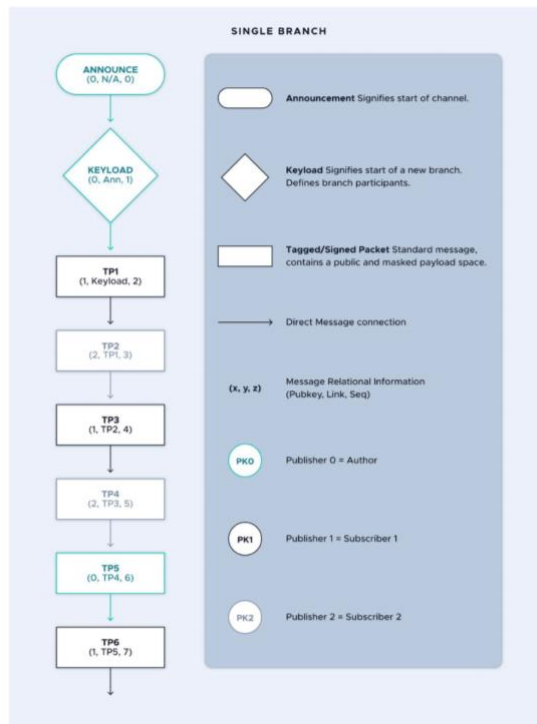 SINGLE BRANCH
ANNOUNCE
(0, N/A, 0)
KEYLOAD
(0, Ann, 1)
TP1
(1, Keyload, 2)
TP2
(2, TP1, 3)
TP3
(1, TP2, 4)
TP4
(2, TP3, 5)
TP5
(0, TP4, 6)
TP6
(1, TP5, 7)
Announcement Signifies start of channel.
Keyload Signifies start of a new branch.
Defines branch participants.
Tagged/Signed Packet Standard message,
contains a public and masked payload space.
Direct Message connection
(x, y, z)
Message Relational Information
(Pubkey, Link, Seq)
PK0
Publisher 0 = Author
PK1
Publisher 1 = Subscriber 1
PK2
Publisher 2 = Subscriber 2